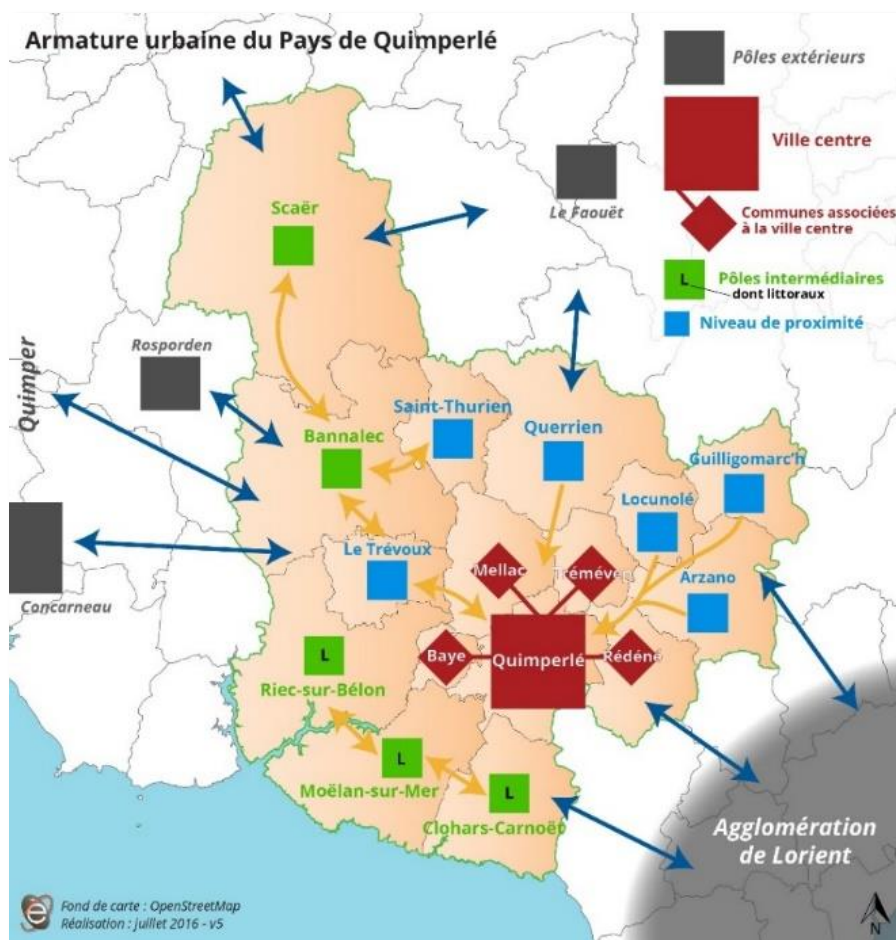 Armature urbaine du Pays de Quimperlé
Pôles extérieurs
Ville centre
Communes associées
à la ville centre
L
Pôles intermédiaires
dont littoraux
Niveau de proximité
Le Faouët
Scaër
Rosporden
Quimper
Saint-Thurien
Querrien
Bannalec
Guilligomarc'h
Locunolé
Le Trévoux
Mellac
Tréméven
Arzano
Concarneau
Baye
Quimperlé
Rédéné
L
Riec-sur-Bélon
L
Moëlan-sur-Mer
L
Clohars-Carnoët
Agglomération
de Lorient
Fond de carte : OpenStreetMap
Réalisation : juillet 2016 - v5
N